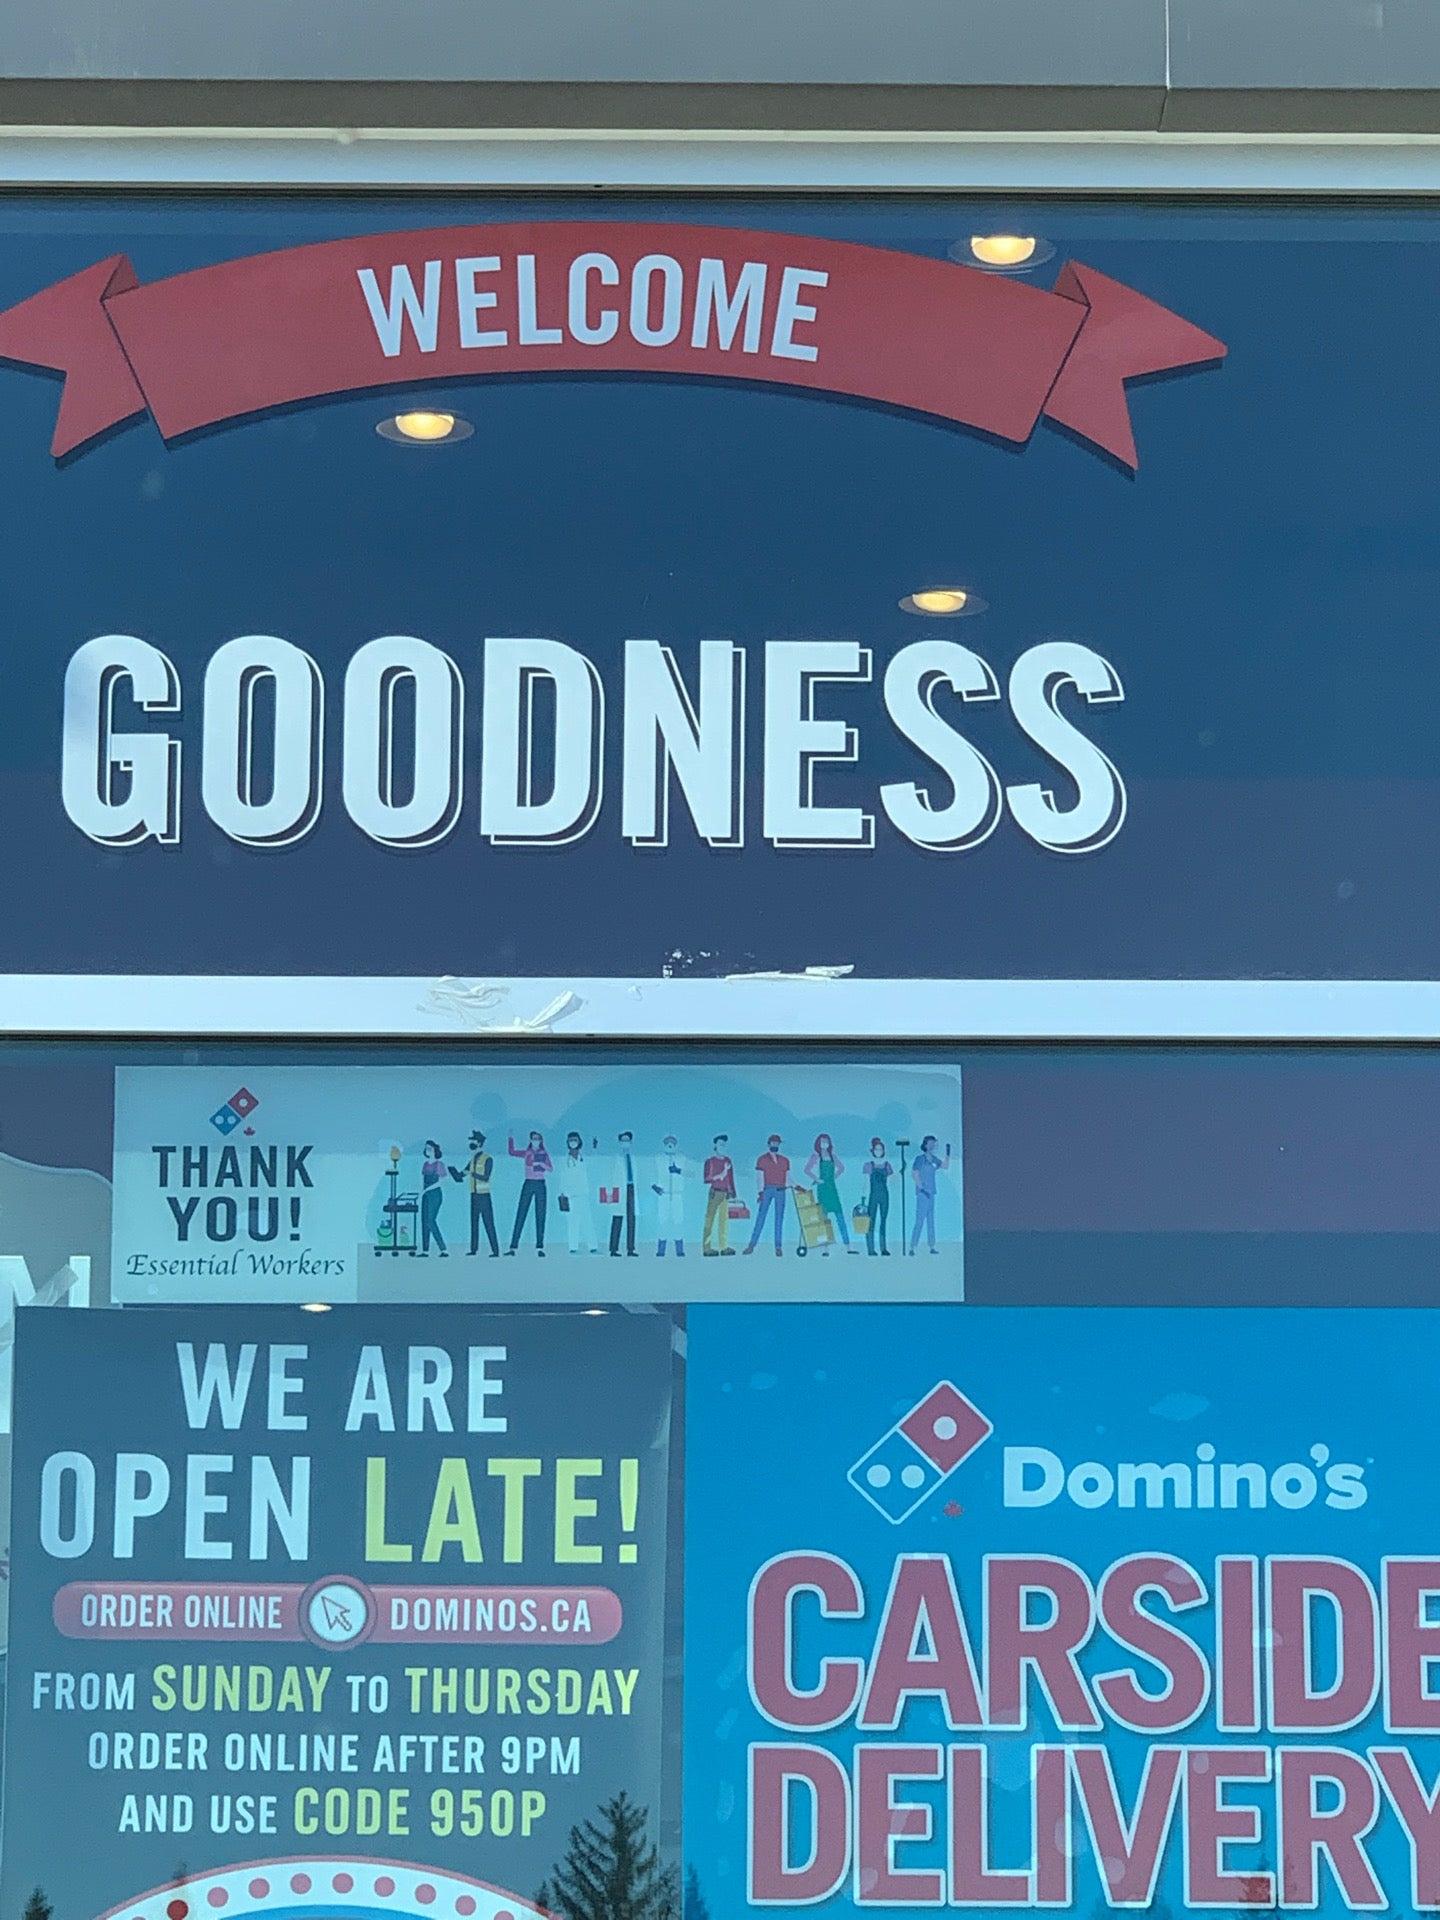 WELCOME
GOODNESS
THANK
YOU!
Essential Workers
M
WE ARE
OPEN LATE!
ORDER ONLINE DOMINOS.CA
FROM SUNDAY TO THURSDAY
ORDER ONLINE AFTER 9PM
AND USE CODE 950P
Domino's
CARSIDE
DELIVERY